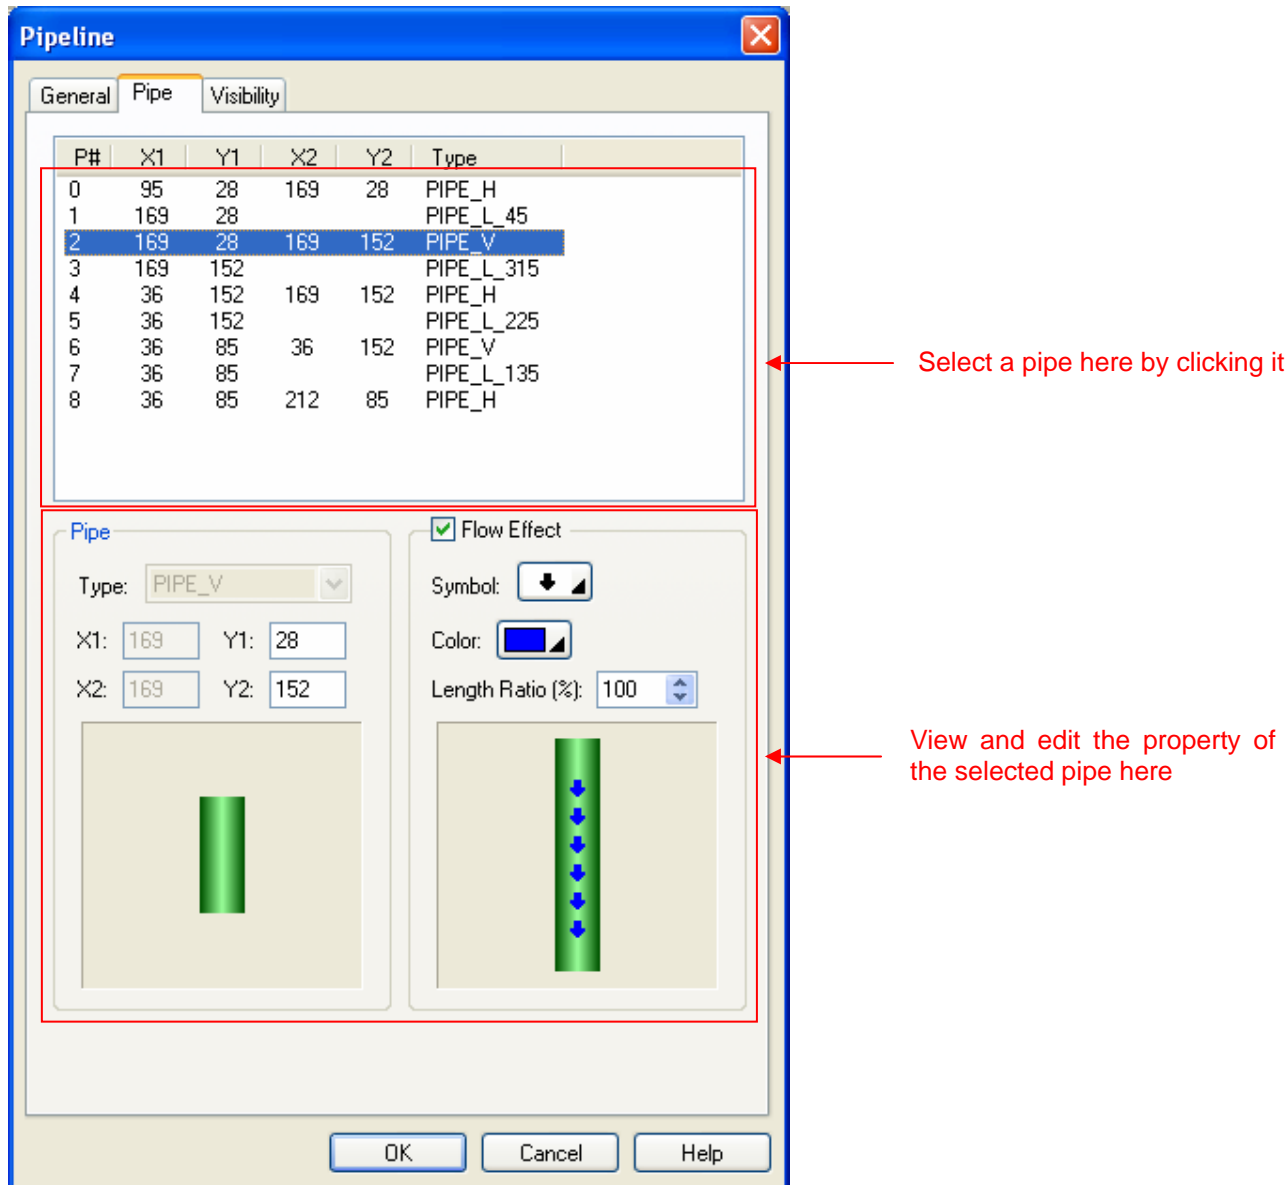 Pipeline
General Pipe Visibility
P# X1 Y1 X2 Y2 Type
0 95 28 169 28 PIPE_H
1 169 28 PIPE_L_45
2 169 28 169 152 PIPE_V
3 169 152 PIPE_L_315
4 36 152 169 152 PIPE_H
5 36 152 PIPE_L_225
6 36 85 36 152 PIPE_V
7 36 85 PIPE_L_135
8 36 85 212 85 PIPE_H
Select a pipe here by clicking it
Pipe
Type: PIPE_V
X1: 169 Y1: 28
X2: 169 Y2: 152
Flow Effect
Symbol:
Color:
Length Ratio (%): 100
View and edit the property of
the selected pipe here
OK Cancel Help